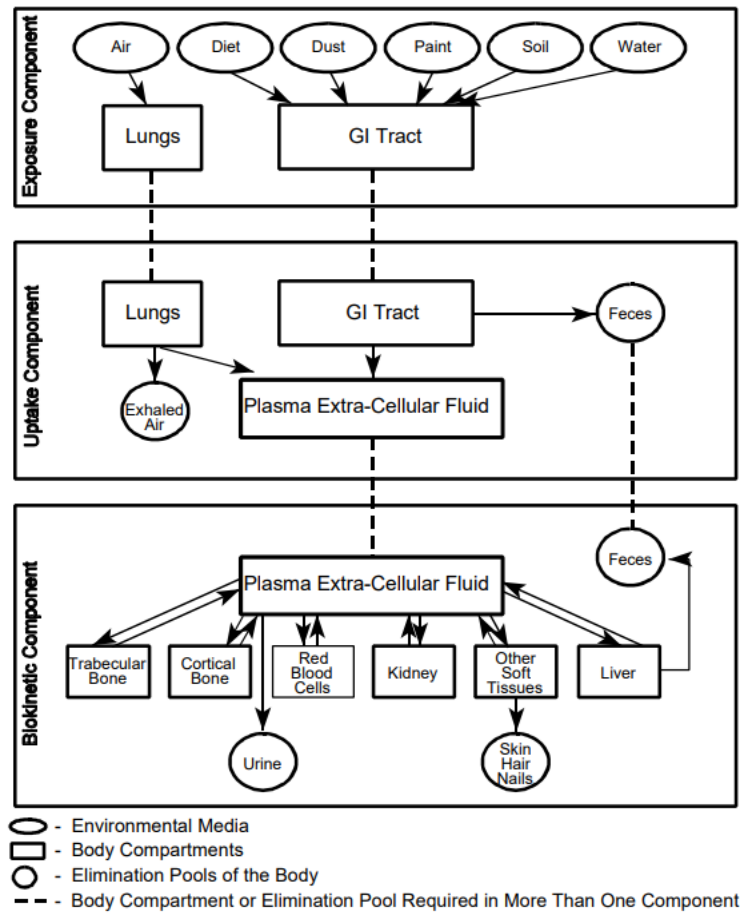 Exposure Component
Air
Diet
Dust
Paint
Soil
Water
Lungs
GI Tract
Uptake Component
Lungs
GI Tract
Feces
Exhaled
Air
Plasma Extra-Cellular Fluid
Biokinetic Component
Plasma Extra-Cellular Fluid
Feces
Trabecular
Bone
Cortical
Bone
Red
Blood
Cells
Kidney
Other
Soft
Tissues
Liver
Urine
Skin
Hair
Nails
- Environmental Media
- Body Compartments
- Elimination Pools of the Body
- Body Compartment or Elimination Pool Required in More Than One Component